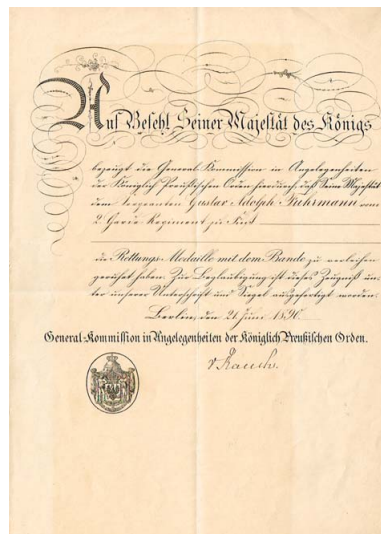 Auf Befehl Seiner Majestät des Königs
bezeugt die General-Kommission in Angelegenheiten
der Königlich Preußischen Orden hierdurch, daß Seine Majestät
dem Sergeanten Gustav Adolph Fuhrmann vom
2. Garde Regiment zu Fuß
die Rettungs-Medaille mit dem Bande zu verleihen
geruhet haben. Zur Beglaubigung ist dieses Zeugniß un-
ter unserer Unterschrift und Siegel ausgefertigt worden.
Berlin, den 21 Juni 1890.
General-Kommission in Angelegenheiten der Königlich Preußischen Orden.
v Rauch.